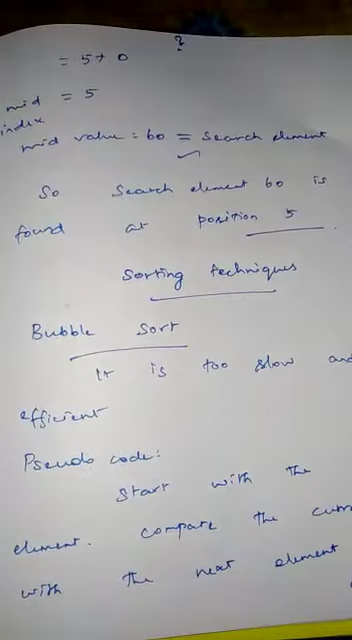 ?
= 5+ 0
mid
index = 5
mid value = 60 = search element
So search element 60 is
found at position 5.
Sorting techniques
Bubble Sort
It is too slow and
efficient
Pseudo code:
Start with the
element. Compare the curr
with the next element